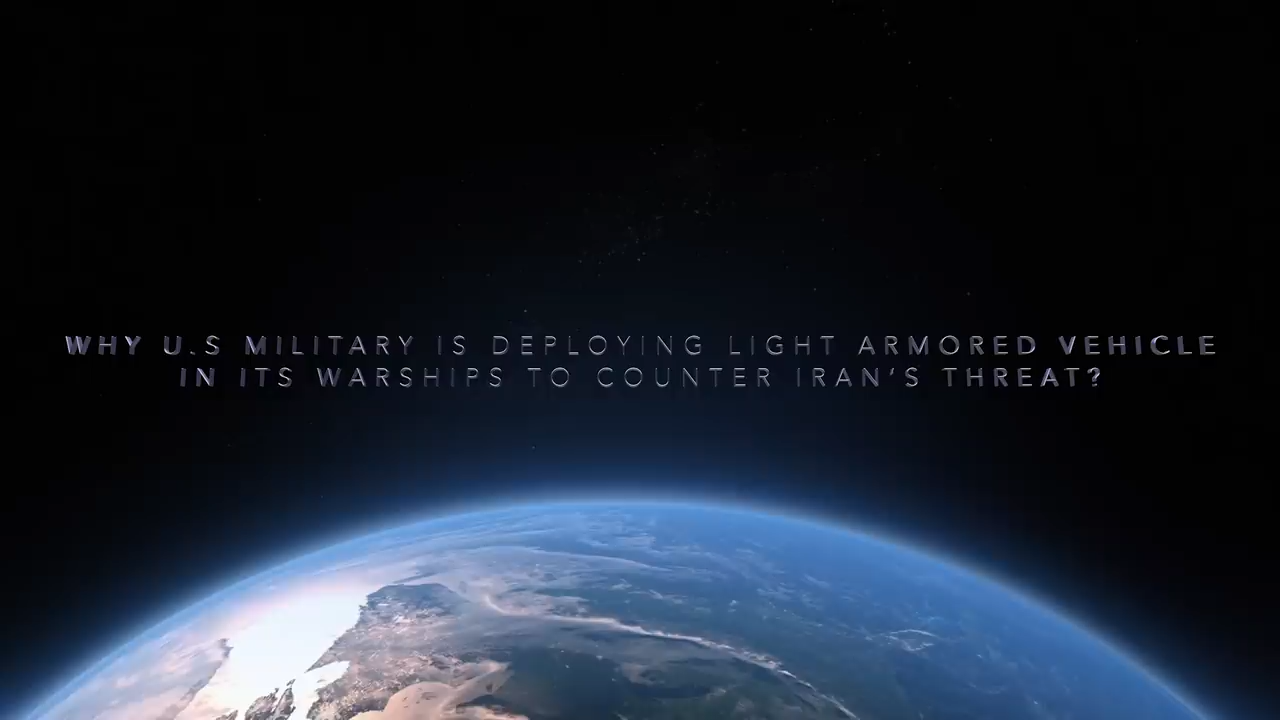 WHY U.S MILITARY IS DEPLOYING LIGHT ARMORED VEHICLE
IN ITS WARSHIPS TO COUNTER IRAN'S THREAT?